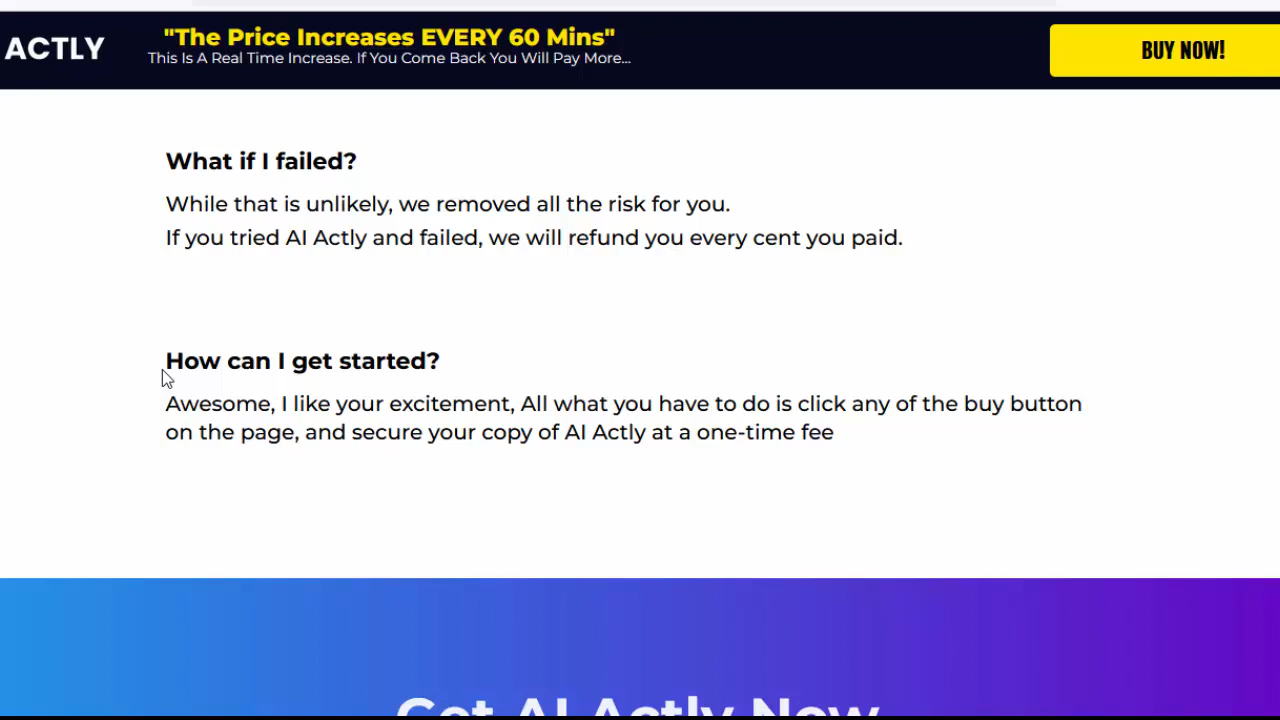 ACTLY
"The Price Increases EVERY 60 Mins"
This Is A Real Time Increase. If You Come Back You Will Pay More...
BUY NOW!
What if I failed?
While that is unlikely, we removed all the risk for you.
If you tried AI Actly and failed, we will refund you every cent you paid.
How can I get started?
Awesome, I like your excitement, All what you have to do is click any of the buy button
on the page, and secure your copy of AI Actly at a one-time fee
Get AI Actly Now